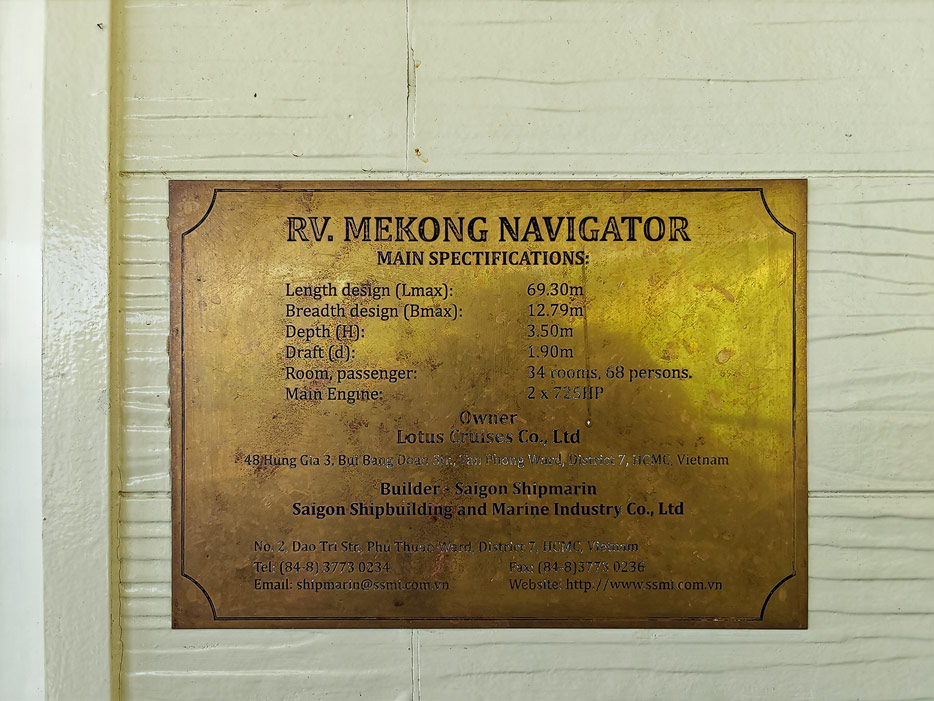 RV. MEKONG NAVIGATOR
MAIN SPECTIFICATIONS:
Length design (Lmax): 69.30m
Breadth design (Bmax): 12.79m
Depth (H): 3.50m
Draft (d): 1.90m
Room, passenger: 34 rooms, 68 persons.
Main Engine: 2 x 725HP
Owner
Lotus Cruises Co., Ltd
48 Hung Gia 3, Bui Bang Doan Str., Tan Phong Ward, District 7, HCMC, Vietnam
Builder - Saigon Shipmarin
Saigon Shipbuilding and Marine Industry Co., Ltd
No. 2, Dao Tri Str, Phu Thuan Ward, District 7, HCMC, Vietnam
Tel: (84-8) 3773 0234 Fax: (84-8)3773 0236
Email: shipmarin@ssmi.com.vn Website: http.//www.ssmi.com.vn